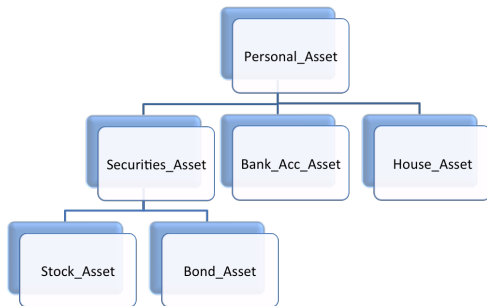 Personal_Asset
Securities_Asset
Bank_Acc_Asset
House_Asset
Stock_Asset
Bond_Asset